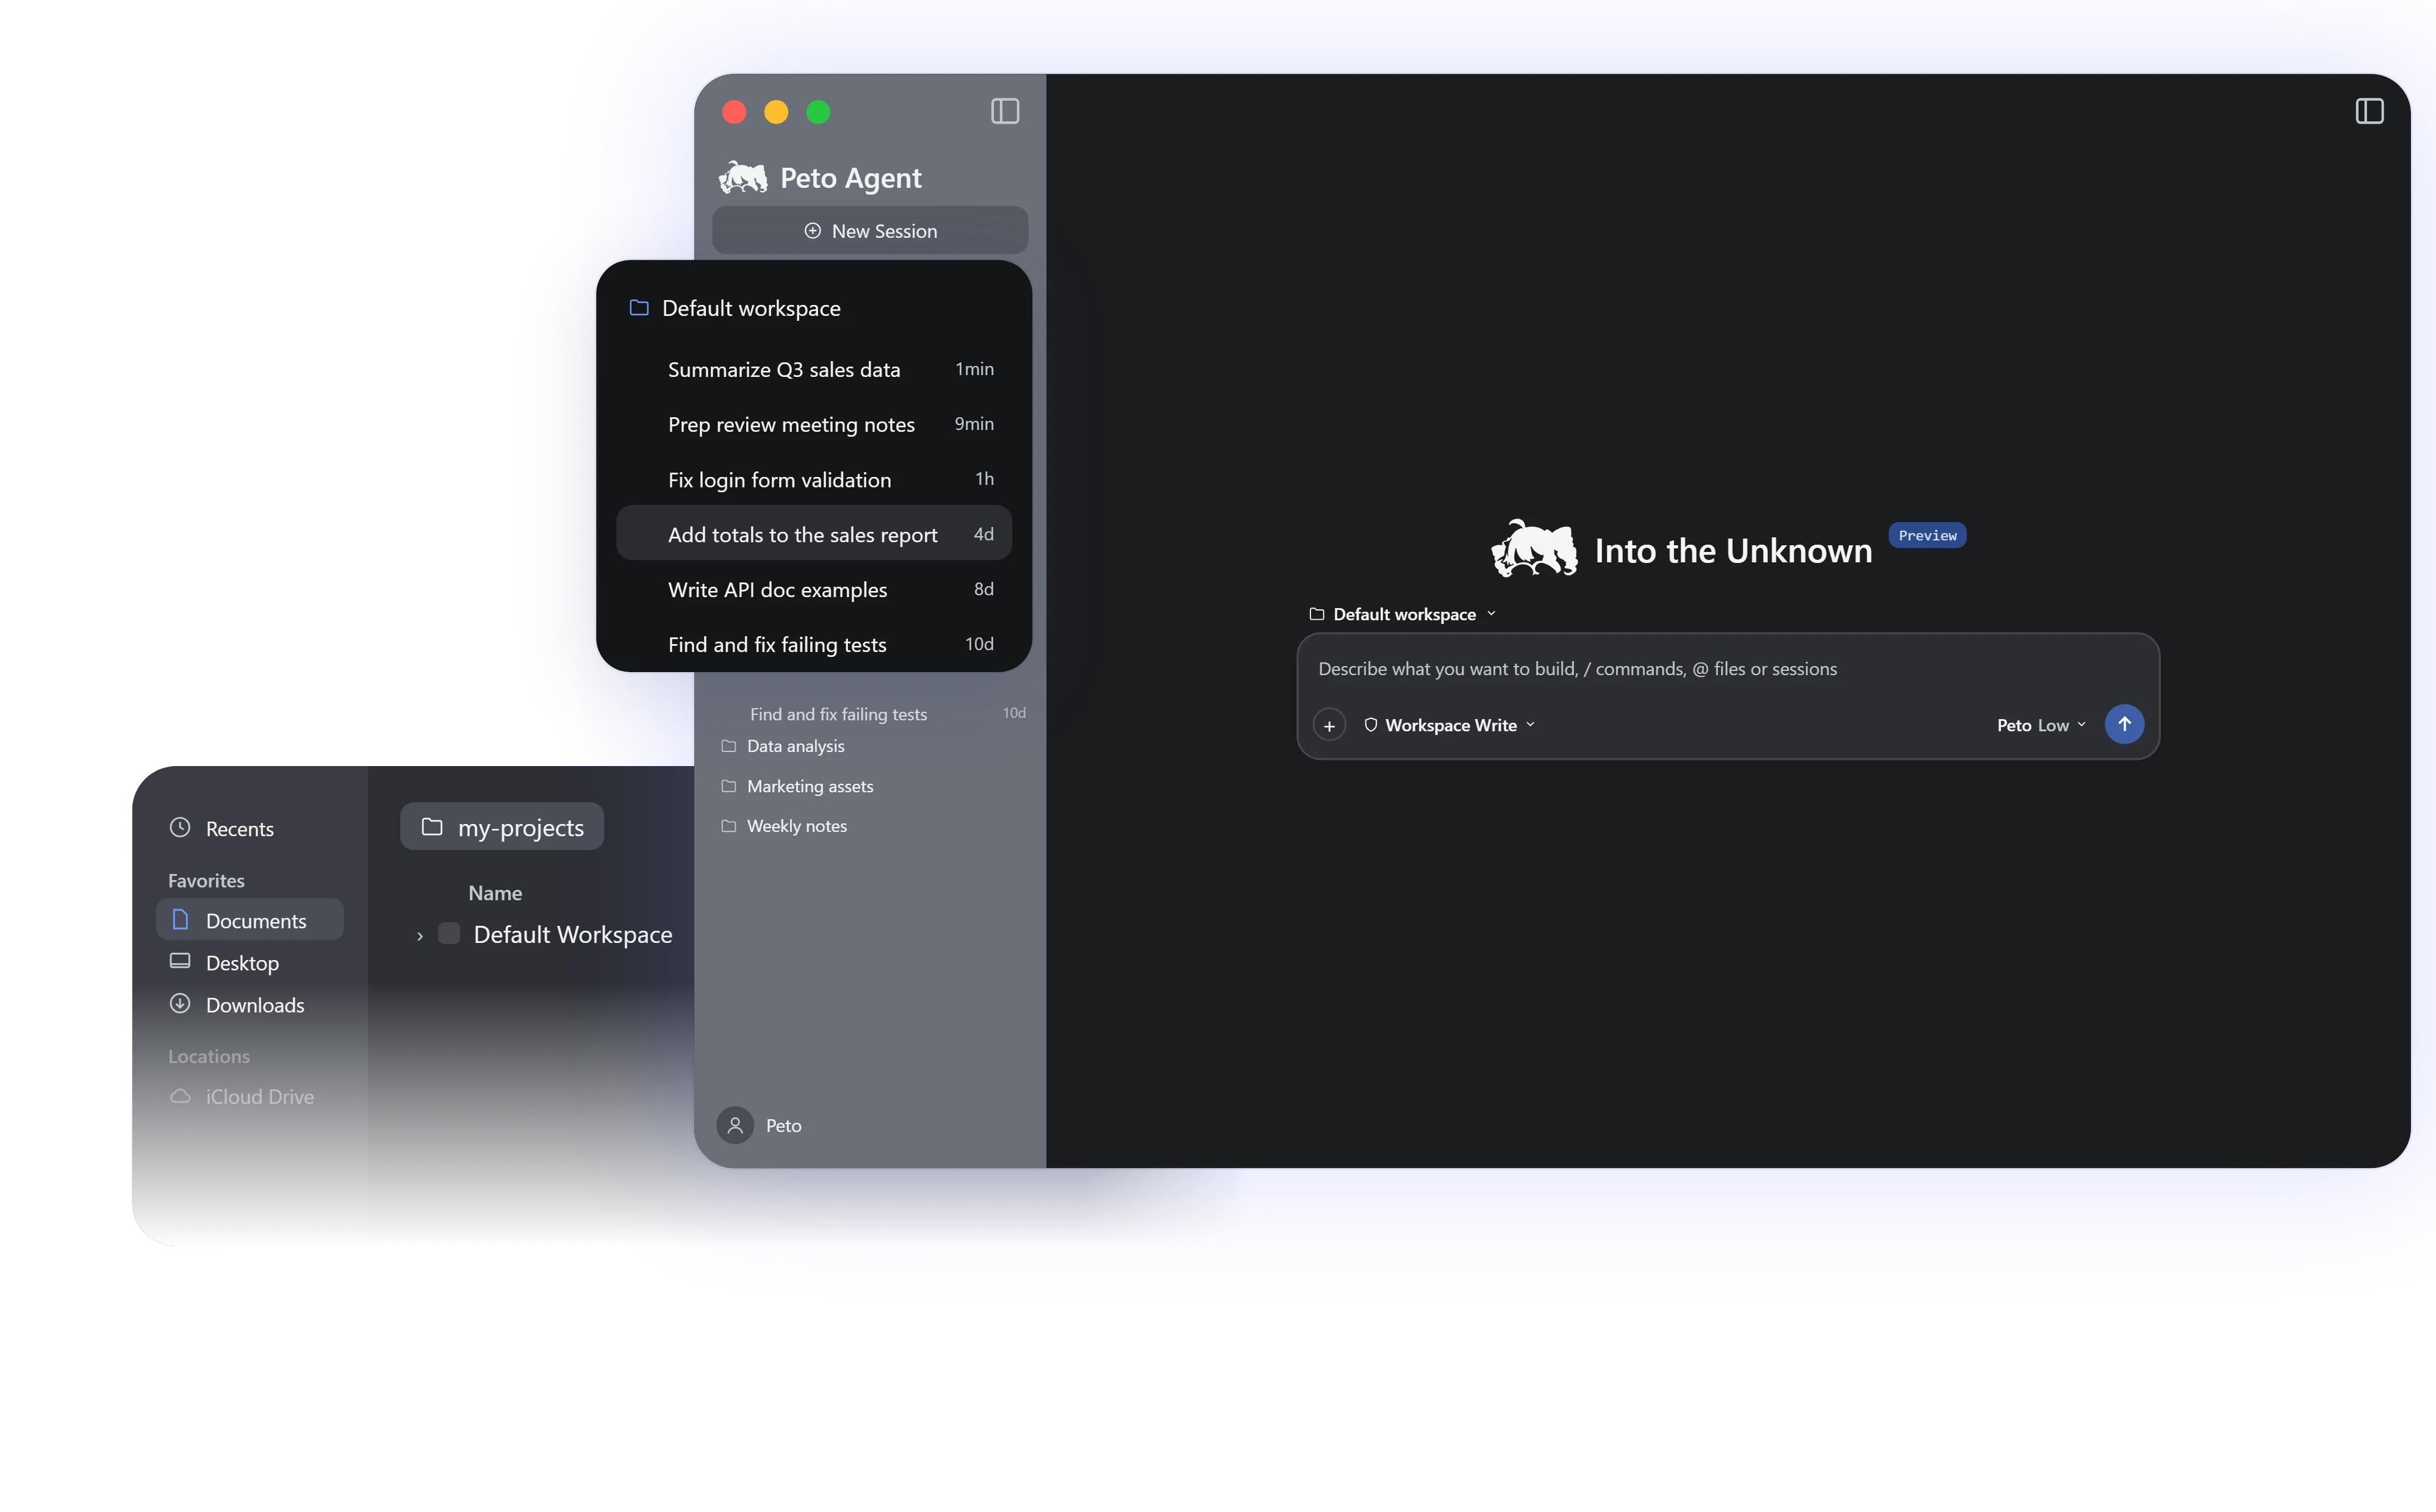 Peto Agent
New Session
Default workspace
Summarize Q3 sales data 1min
Prep review meeting notes 9min
Fix login form validation 1h
Add totals to the sales report 4d
Write API doc examples 8d
Find and fix failing tests 10d
Find and fix failing tests 10d
Data analysis
Marketing assets
Weekly notes
Peto
Into the Unknown Preview
Default workspace
Describe what you want to build, / commands, @ files or sessions
Workspace Write Peto Low
Recents
Favorites
Documents
Desktop
Downloads
Locations
iCloud Drive
my-projects
Name
Default Workspace